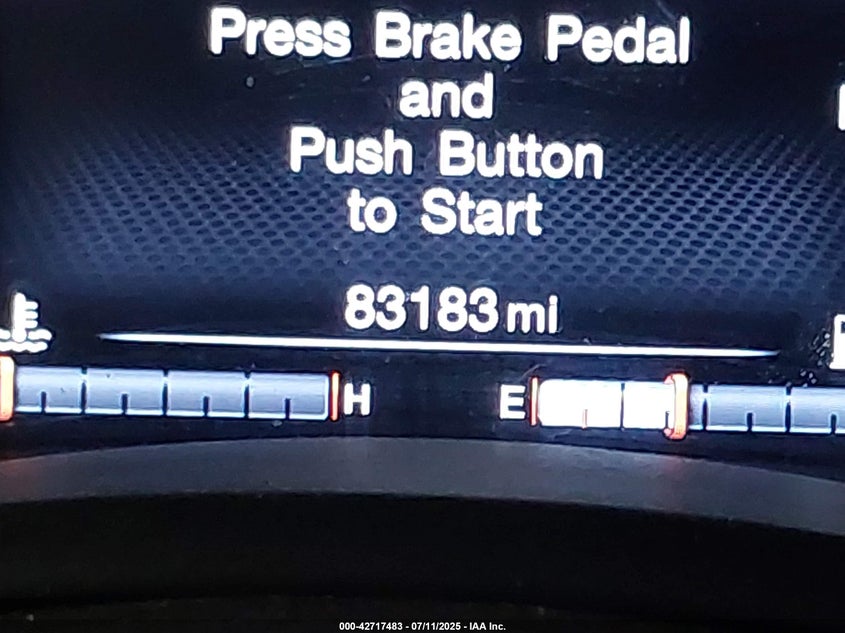 Press Brake Pedal
and
Push Button
to Start
83183 mi
H E
000-42717483 - 07/11/2025 - IAA Inc.